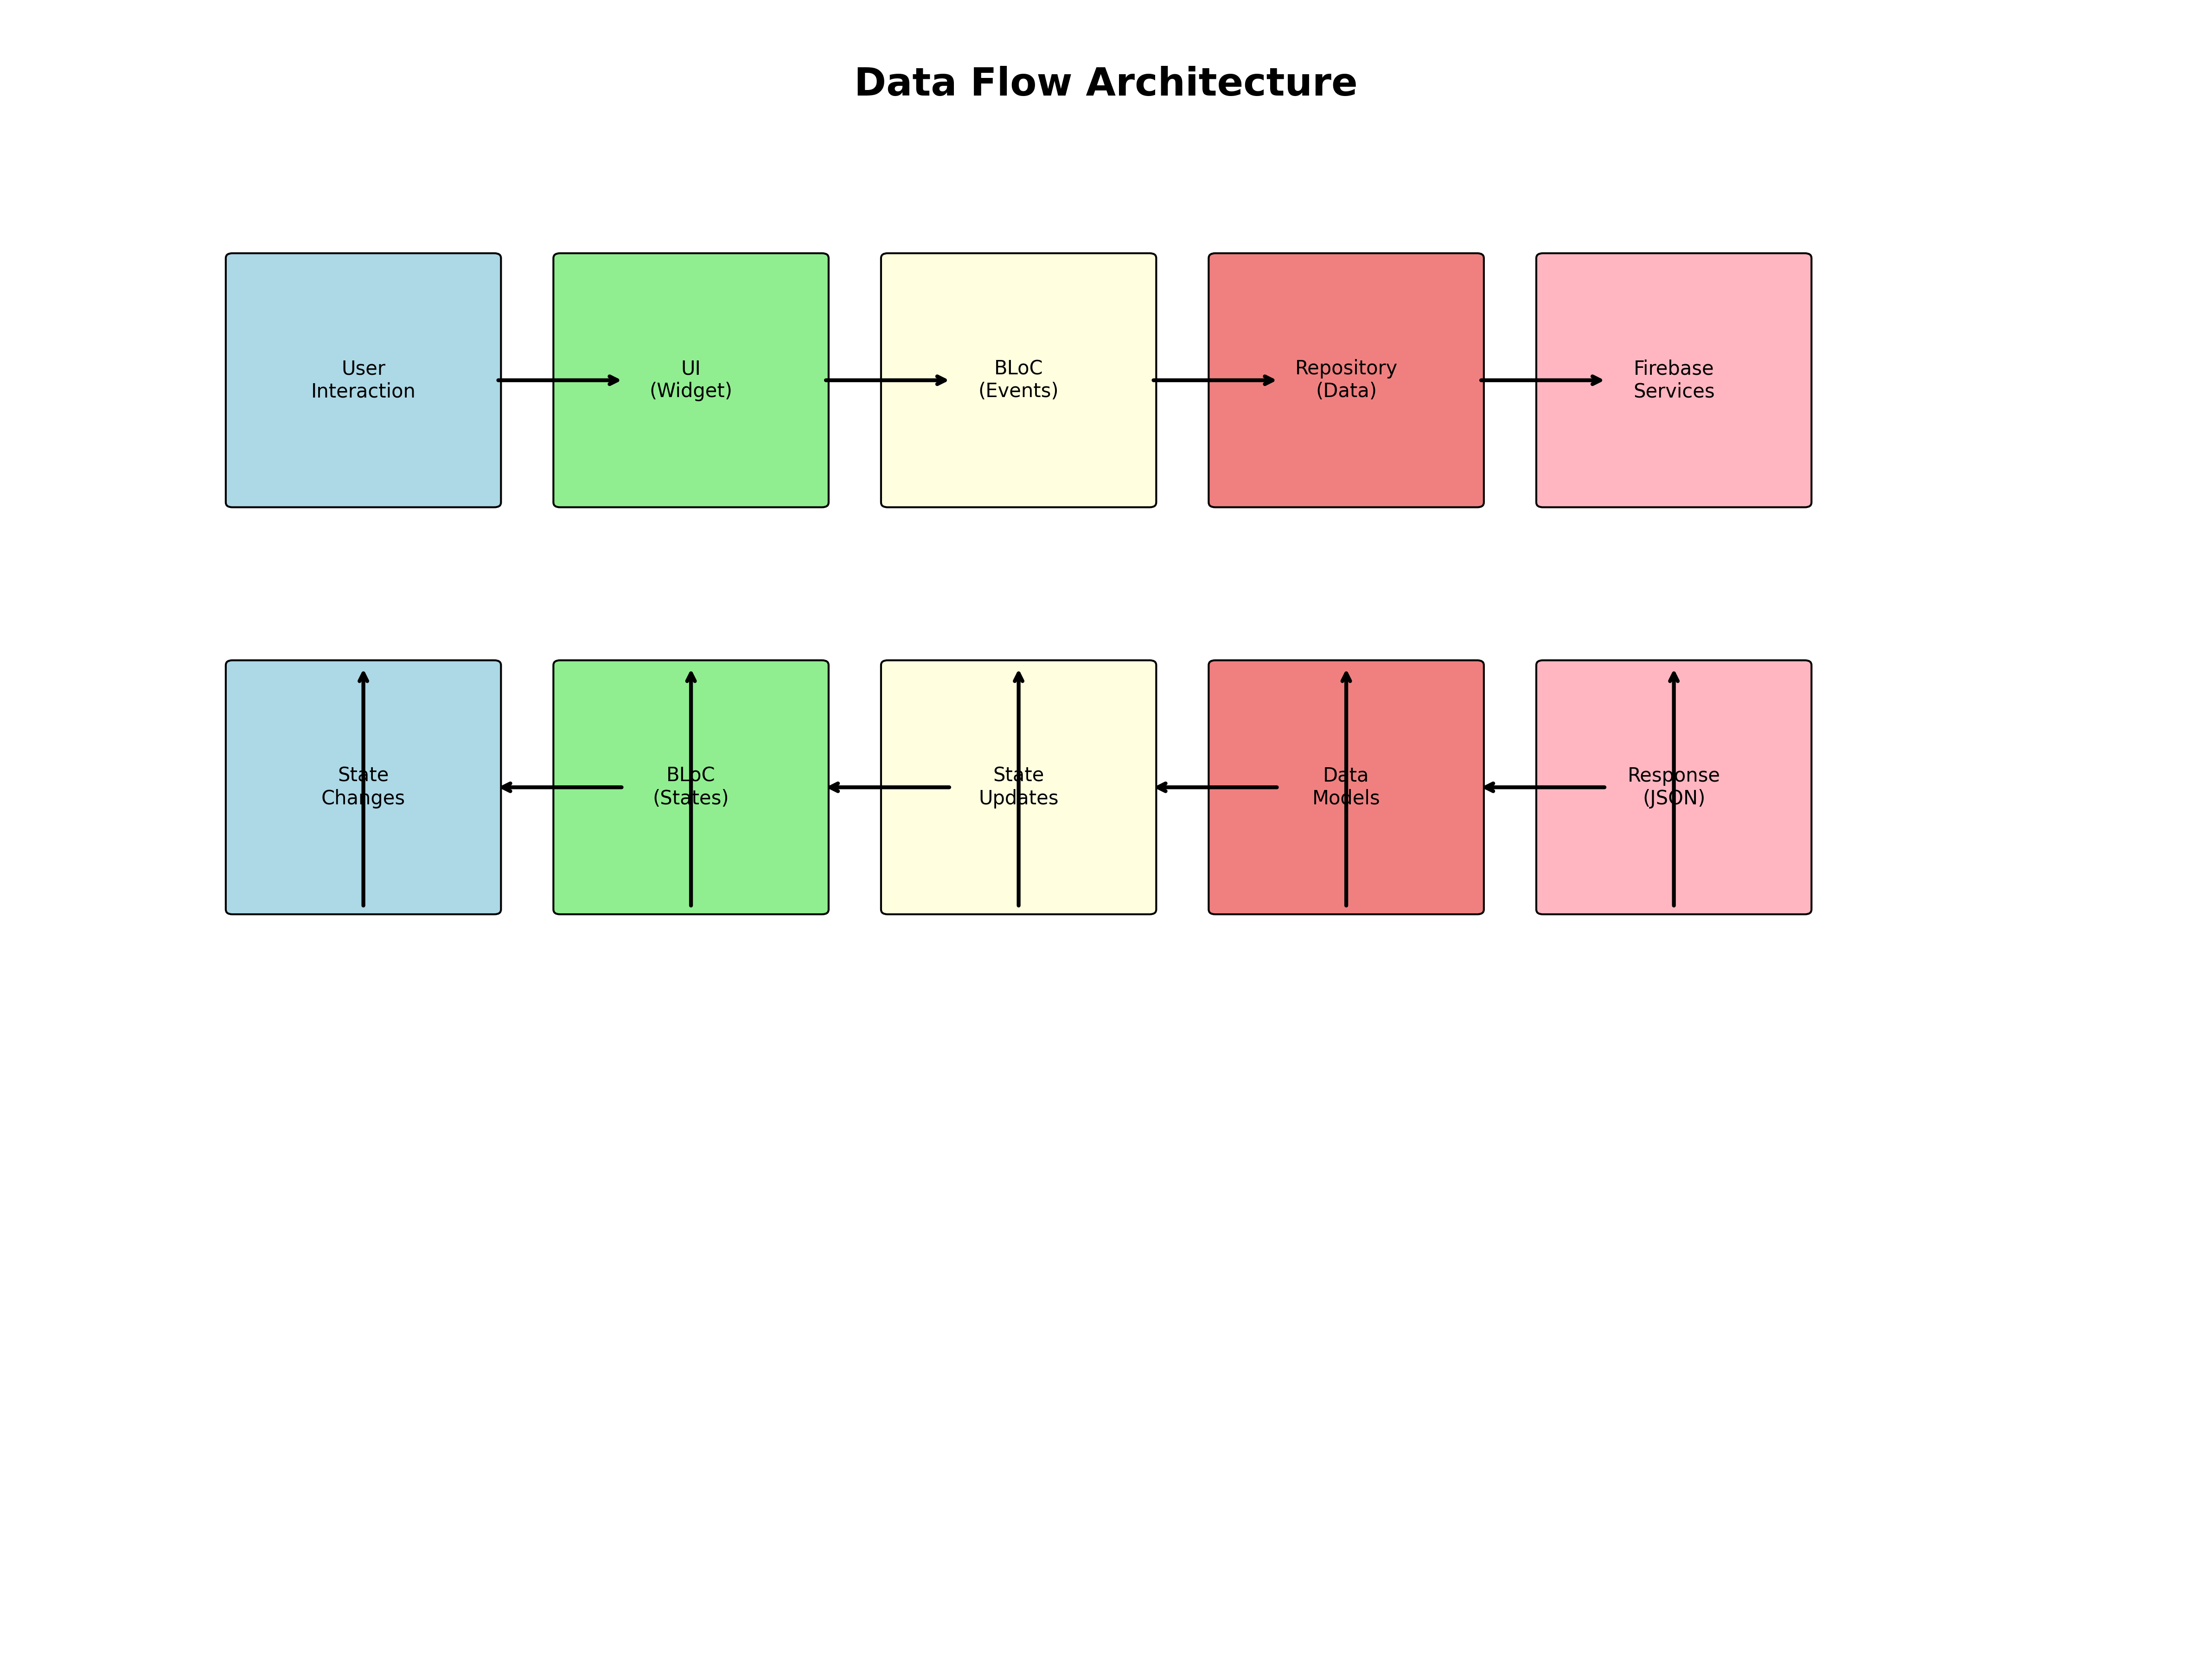 Data Flow Architecture
User
Interaction
UI
(Widget)
BLoC
(Events)
Repository
(Data)
Firebase
Services
State
Changes
BLoC
(States)
State
Updates
Data
Models
Response
(JSON)